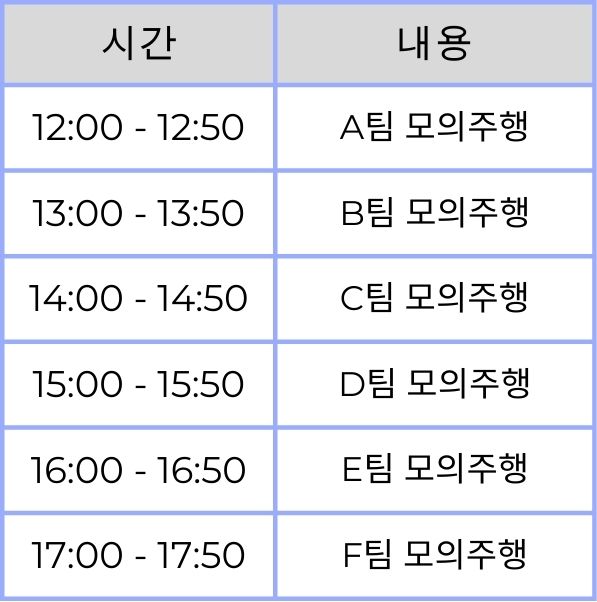 시간 내용
12:00 - 12:50 A팀 모의주행
13:00 - 13:50 B팀 모의주행
14:00 - 14:50 C팀 모의주행
15:00 - 15:50 D팀 모의주행
16:00 - 16:50 E팀 모의주행
17:00 - 17:50 F팀 모의주행